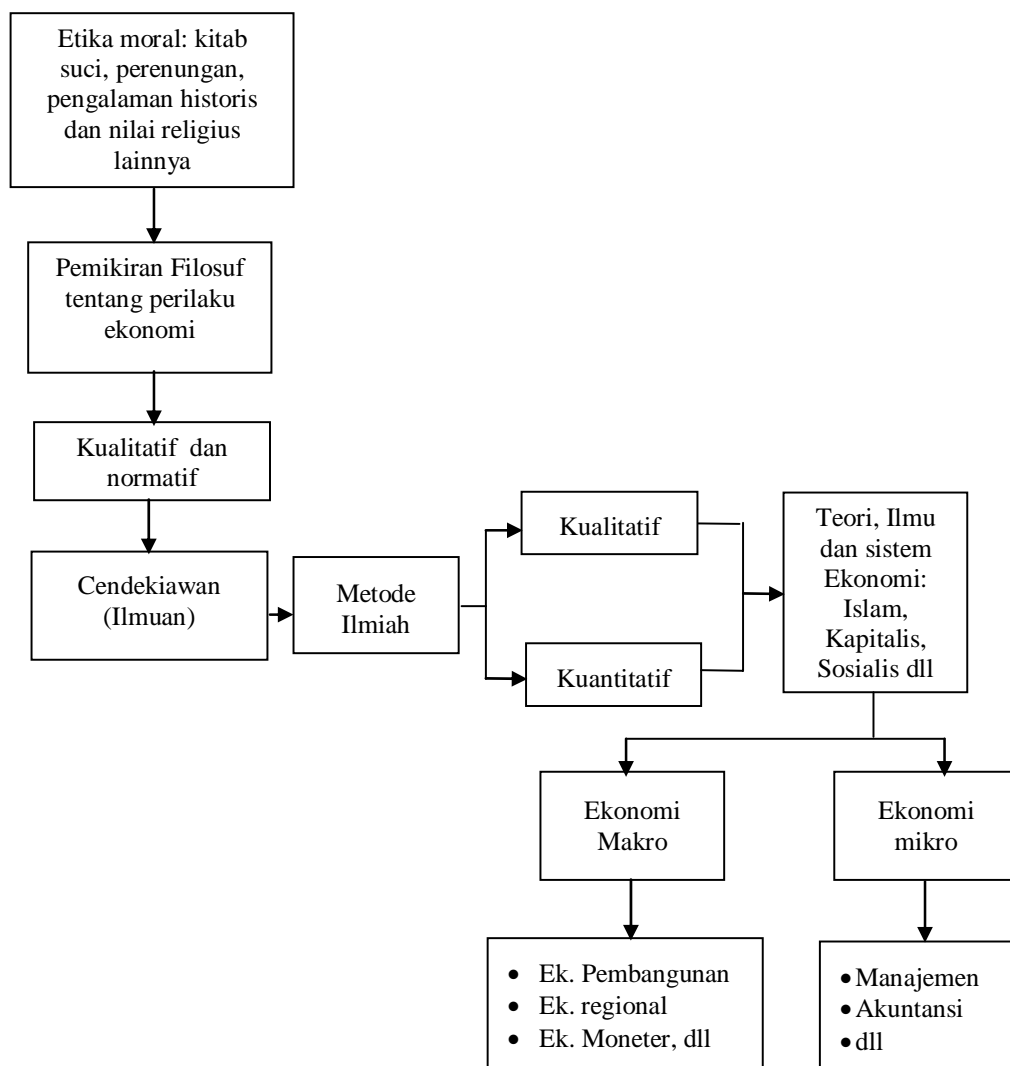 Etika moral: kitab
suci, perenungan,
pengalaman historis
dan nilai religius
lainnya
Pemikiran Filosuf
tentang perilaku
ekonomi
Kualitatif dan
normatif
Cendekiawan
(Ilmuan)
Metode
Ilmiah
Kualitatif
Kuantitatif
Teori, Ilmu
dan sistem
Ekonomi:
Islam,
Kapitalis,
Sosialis dll
Ekonomi
Makro
Ekonomi
mikro
• Ek. Pembangunan
• Ek. regional
• Ek. Moneter, dll
• Manajemen
• Akuntansi
• dll